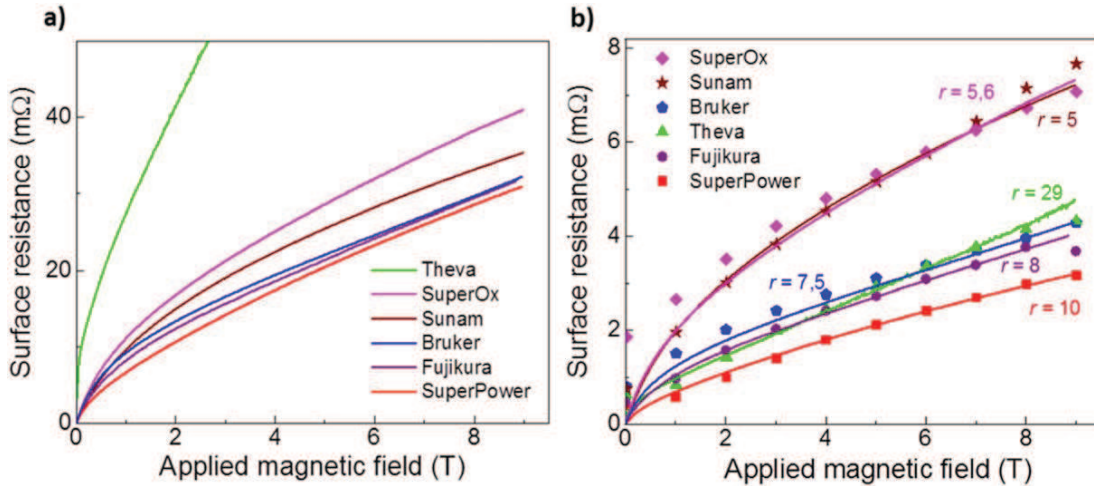 a)
Surface resistance (mΩ)
40
20
0
0 2 4 6 8
Applied magnetic field (T)
Theva
SuperOx
Sunam
Bruker
Fujikura
SuperPower
b)
Surface resistance (mΩ)
8
6
4
2
0
0 2 4 6 8
Applied magnetic field (T)
SuperOx
Sunam
Bruker
Theva
Fujikura
SuperPower
r = 5,6
r = 5
r = 29
r = 7,5
r = 8
r = 10